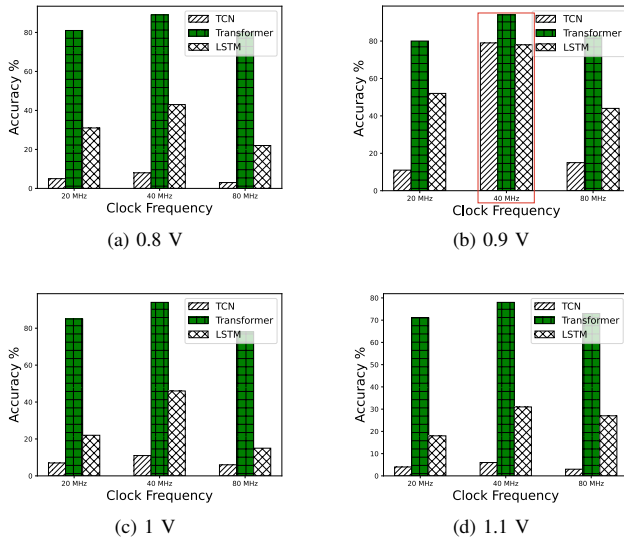 Accuracy %
80
60
40
20
0
TCN
Transformer
LSTM
20 MHz
40 MHz
80 MHz
Clock Frequency
(a) 0.8 V
Accuracy %
80
60
40
20
0
TCN
Transformer
LSTM
20 MHz
40 MHz
80 MHz
Clock Frequency
(b) 0.9 V
Accuracy %
80
60
40
20
0
TCN
Transformer
LSTM
20 MHz
40 MHz
80 MHz
Clock Frequency
(c) 1 V
Accuracy %
80
70
60
50
40
30
20
10
0
TCN
Transformer
LSTM
20 MHz
40 MHz
80 MHz
Clock Frequency
(d) 1.1 V